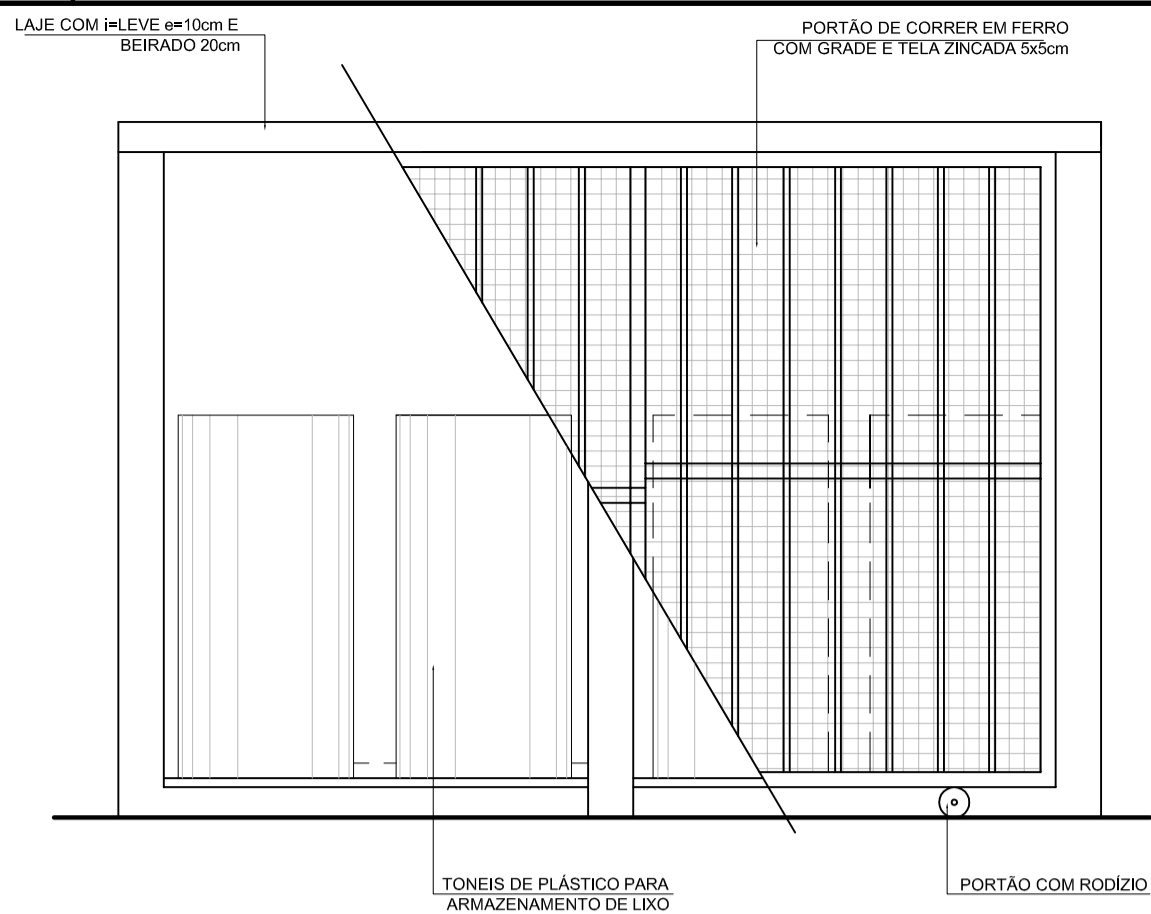 LAJE COM i=LEVE e=10cm E
BEIRADO 20cm
PORTÃO DE CORRER EM FERRO
COM GRADE E TELA ZINCADA 5x5cm
TONEIS DE PLÁSTICO PARA
ARMAZENAMENTO DE LIXO
PORTÃO COM RODÍZIO